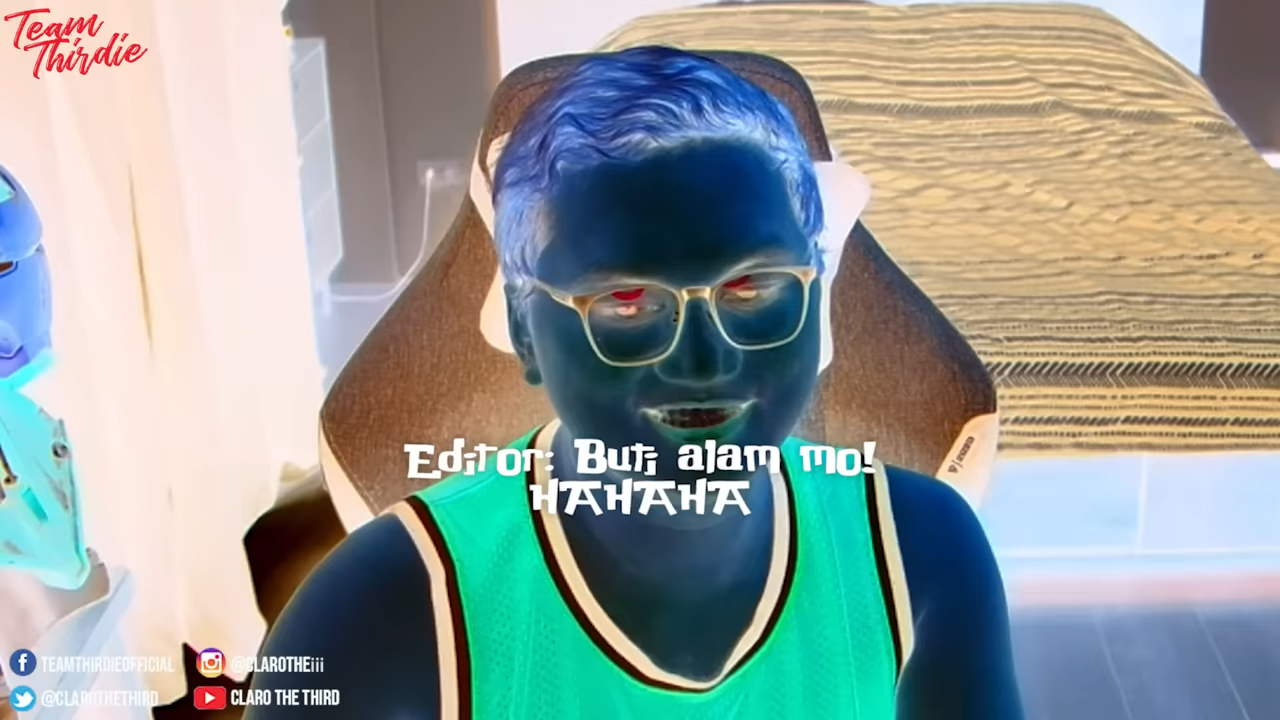 Team
Thirdie
Editor: Buti alam mo!
HAHAHA
TEAMTHIRDIEOFFICIAL
@CLAROTHEiii
@CLAROTHETHIRD
CLARO THE THIRD